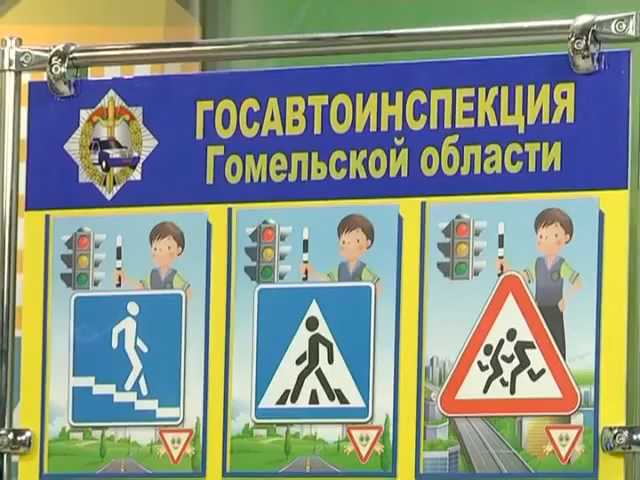 ГОСАВТОИНСПЕКЦИЯ
Гомельской области